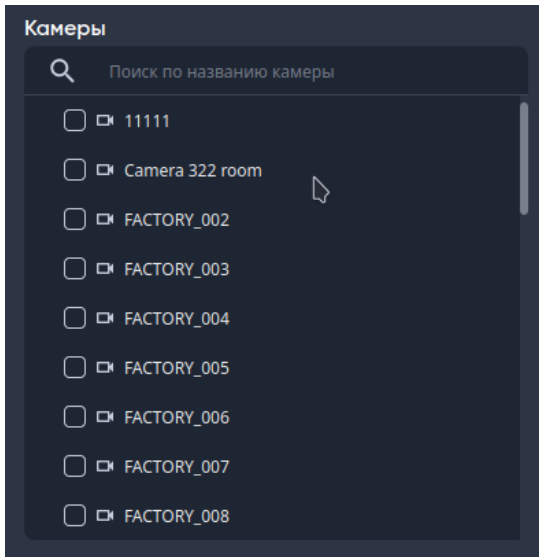 Камеры
Поиск по названию камеры
11111
Camera 322 room
FACTORY_002
FACTORY_003
FACTORY_004
FACTORY_005
FACTORY_006
FACTORY_007
FACTORY_008